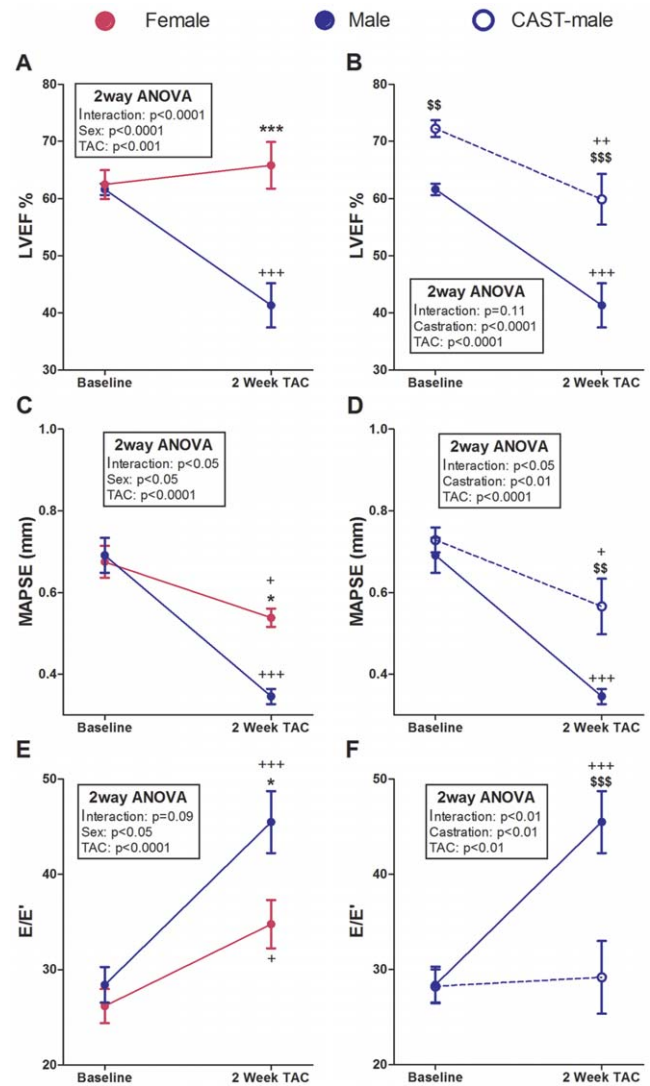 Female Male CAST-male
A
80
70
60
50
40
30
LVEF %
2way ANOVA
Interaction: p<0.0001
Sex: p<0.0001
TAC: p<0.001
***
+++
Baseline 2 Week TAC
B
80
70
60
50
40
30
LVEF %
$$
++
$$$
+++
2way ANOVA
Interaction: p=0.11
Castration: p<0.0001
TAC: p<0.0001
Baseline 2 Week TAC
C
1.0
0.8
0.6
0.4
MAPSE (mm)
2way ANOVA
Interaction: p<0.05
Sex: p<0.05
TAC: p<0.0001
+
*
+++
Baseline 2 Week TAC
D
1.0
0.8
0.6
0.4
MAPSE (mm)
2way ANOVA
Interaction: p<0.05
Castration: p<0.01
TAC: p<0.0001
+
$$
+++
Baseline 2 Week TAC
E
50
40
30
20
E/E'
2way ANOVA
Interaction: p=0.09
Sex: p<0.05
TAC: p<0.0001
+++
*
+
Baseline 2 Week TAC
F
50
40
30
20
E/E'
2way ANOVA
Interaction: p<0.01
Castration: p<0.01
TAC: p<0.01
+++
$$$
Baseline 2 Week TAC